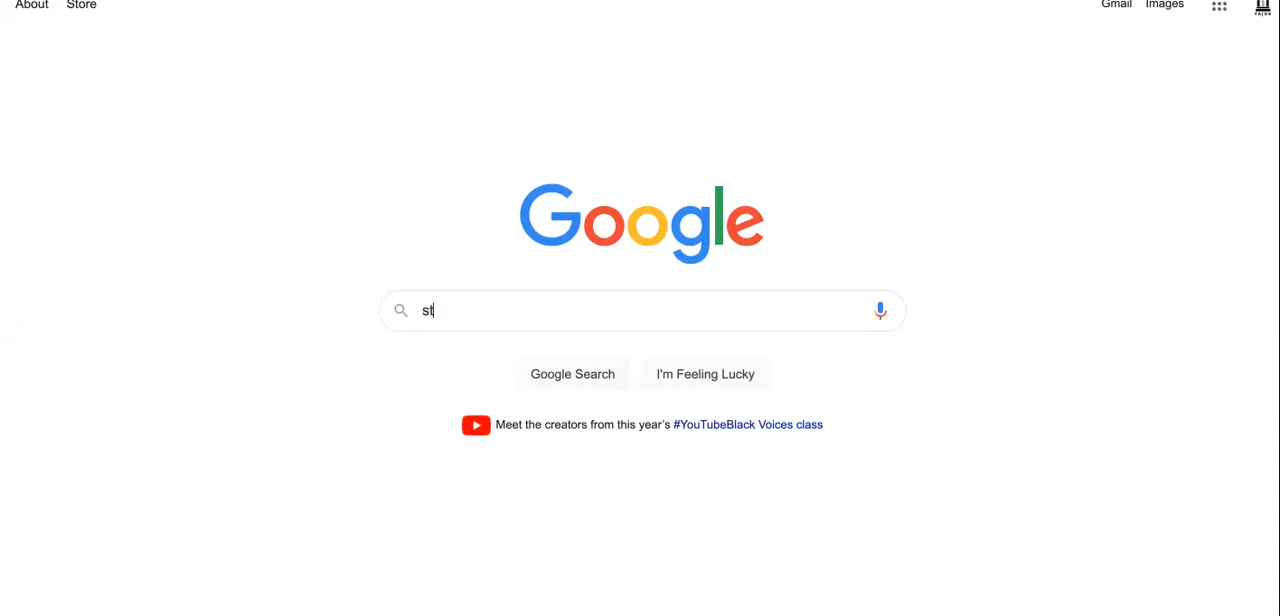 About Store Gmail Images
Google
st
Google Search I'm Feeling Lucky
Meet the creators from this year's #YouTubeBlack Voices class